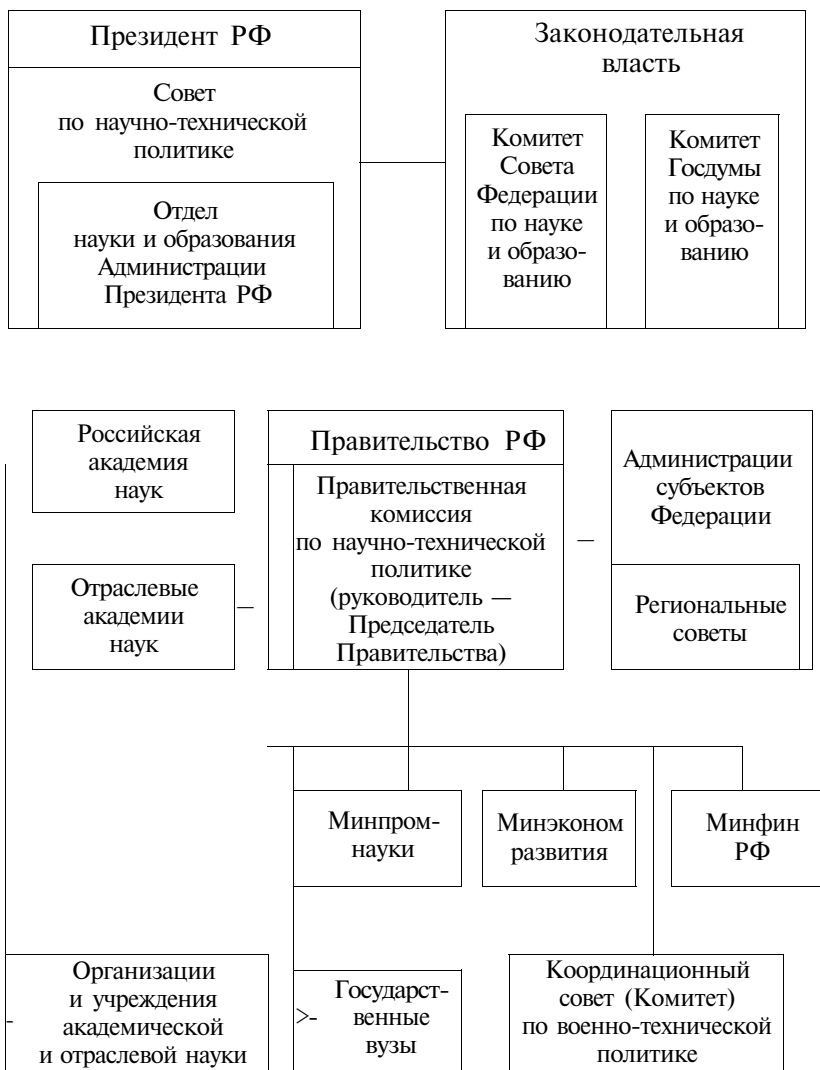 Президент РФ
Совет
по научно-технической
политике
Отдел
науки и образования
Администрации
Президента РФ
Законодательная
власть
Комитет
Совета
Федерации
по науке
и образо-
ванию
Комитет
Госдумы
по науке
и образо-
ванию
Российская
академия
наук
Отраслевые
академии
наук
Правительство РФ
Правительственная
комиссия
по научно-технической
политике
(руководитель —
Председатель
Правительства)
Администрации
субъектов
Федерации
Региональные
советы
Минпром-
науки
Минэконом
развития
Минфин
РФ
Организации
и учреждения
академической
и отраслевой науки
Государст-
венные
вузы
Координационный
совет (Комитет)
по военно-технической
политике